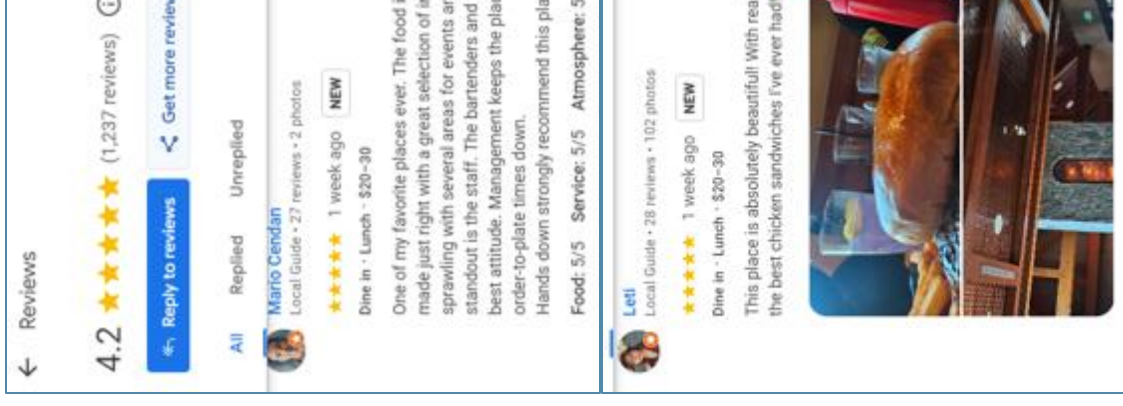 ← Reviews
4.2 ★★★★★ (1,237 reviews)
Reply to reviews
Get more review
All
Replied
Unreplied
Mario Cendan
Local Guide • 27 reviews • 2 photos
★★★★★ 1 week ago NEW
Dine in · Lunch · $20–30
One of my favorite places ever. The food i
made just right with a great selection of i
sprawling with several areas for events a
standout is the staff. The bartenders and
best attitude. Management keeps the pla
order-to-plate times down.
Hands down strongly recommend this pla
Food: 5/5 Service: 5/5 Atmosphere: 5
Leti
Local Guide • 28 reviews • 102 photos
★★★★★ 1 week ago NEW
Dine in · Lunch · $20–30
This place is absolutely beautiful! With rea
the best chicken sandwiches I've ever had!